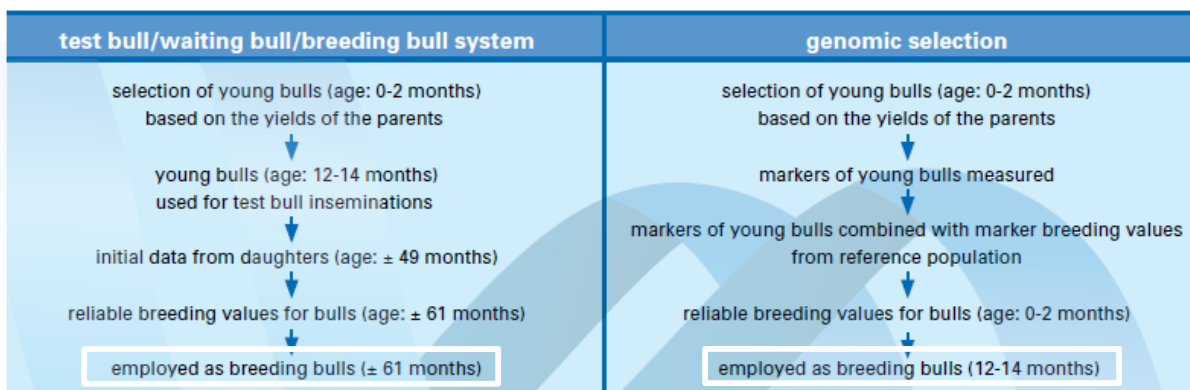 test bull/waiting bull/breeding bull system
selection of young bulls (age: 0-2 months)
based on the yields of the parents
young bulls (age: 12-14 months)
used for test bull inseminations
initial data from daughters (age: ± 49 months)
reliable breeding values for bulls (age: ± 61 months)
employed as breeding bulls (± 61 months)
genomic selection
selection of young bulls (age: 0-2 months)
based on the yields of the parents
markers of young bulls measured
markers of young bulls combined with marker breeding values
from reference population
reliable breeding values for bulls (age: 0-2 months)
employed as breeding bulls (12-14 months)